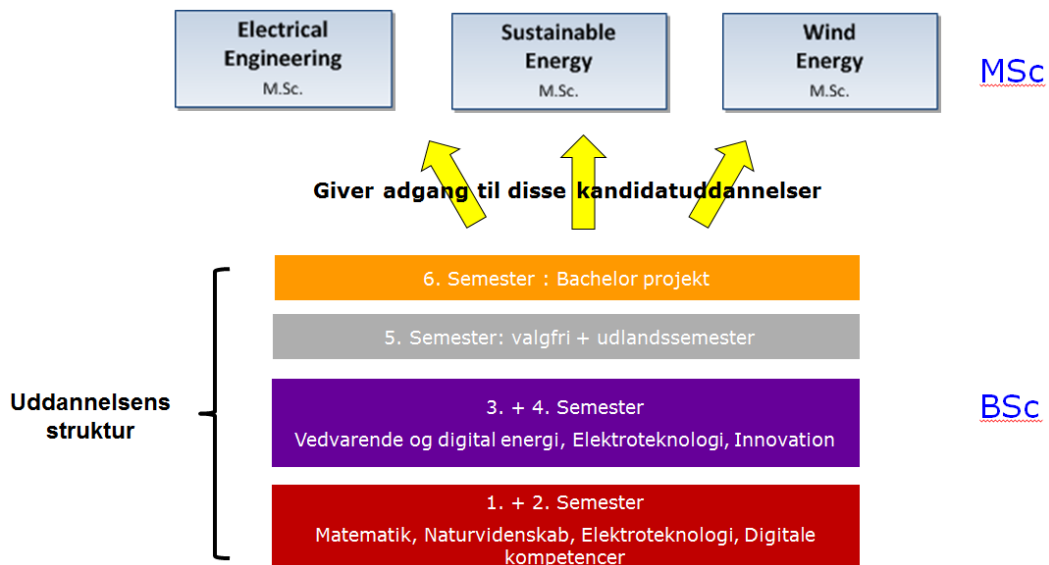 Electrical
Engineering
M.Sc.
Sustainable
Energy
M.Sc.
Wind
Energy
M.Sc.
MSc
Giver adgang til disse kandidatuddannelser
6. Semester : Bachelor projekt
5. Semester: valgfri + udlandssemester
Uddannelsens
struktur
3. + 4. Semester
Vedvarende og digital energi, Elektroteknologi, Innovation
BSc
1. + 2. Semester
Matematik, Naturvidenskab, Elektroteknologi, Digitale
kompetencer